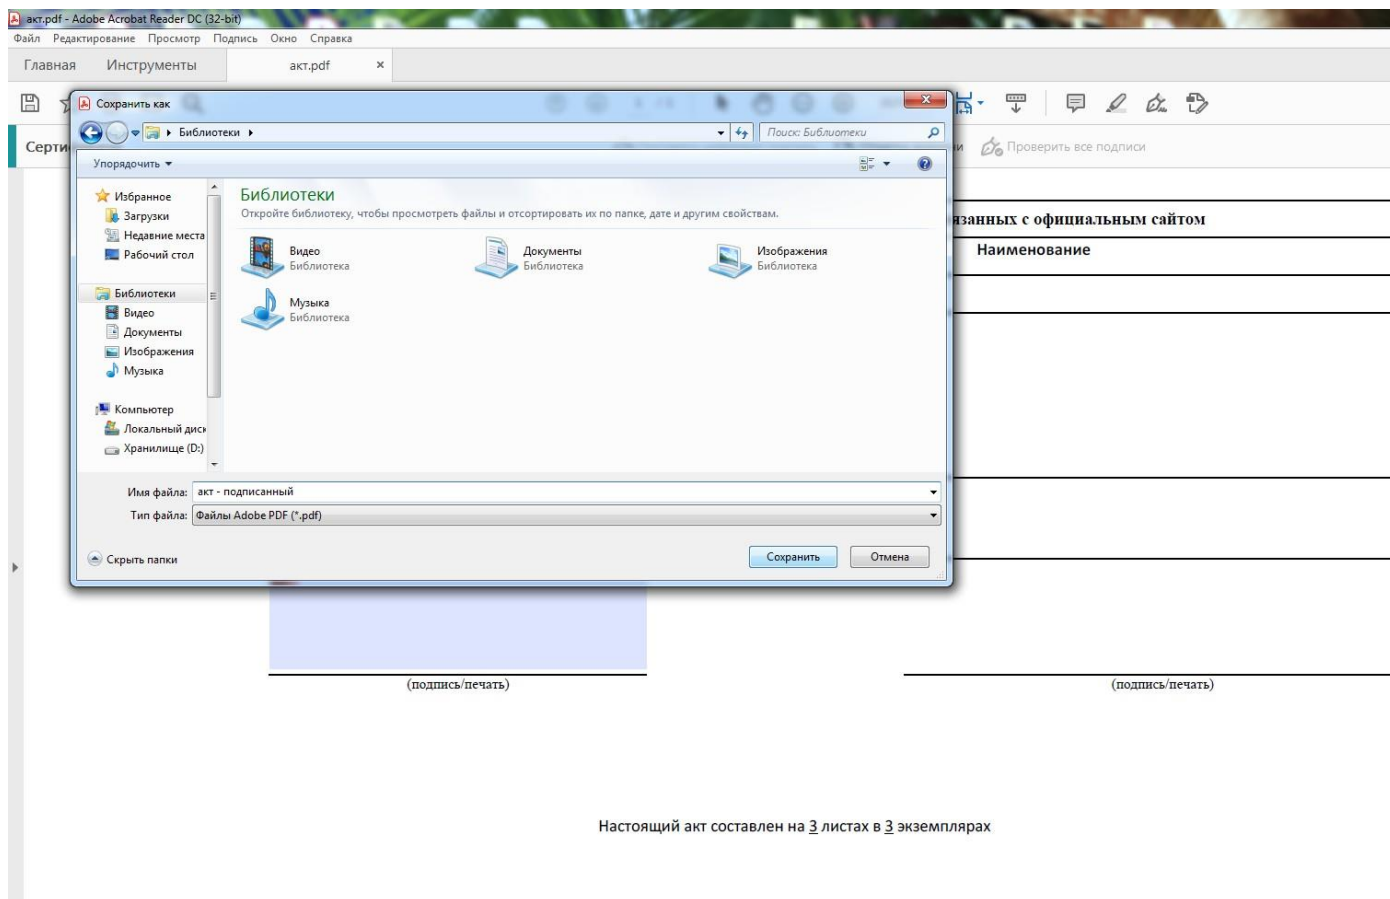 акт.pdf - Adobe Acrobat Reader DC (32-bit)
Файл Редактирование Просмотр Подпись Окно Справка
Главная Инструменты акт.pdf
Сохранить как
Библиотеки
Поиск: Библиотеки
Проверить все подписи
Упорядочить
Избранное
Загрузки
Недавние места
Рабочий стол
Библиотеки
Видео
Документы
Изображения
Музыка
Компьютер
Локальный диск
Хранилище (D:)
Библиотеки
Откройте библиотеку, чтобы просмотреть файлы и отсортировать их по папке, дате и другим свойствам.
Видео
Библиотека
Документы
Библиотека
Изображения
Библиотека
Музыка
Библиотека
Имя файла: акт - подписанный
Тип файла: Файлы Adobe PDF (*.pdf)
Скрыть папки
Сохранить
Отмена
с официальным сайтом
Наименование
(подпись/печать)
(подпись/печать)
Настоящий акт составлен на 3 листах в 3 экземплярах